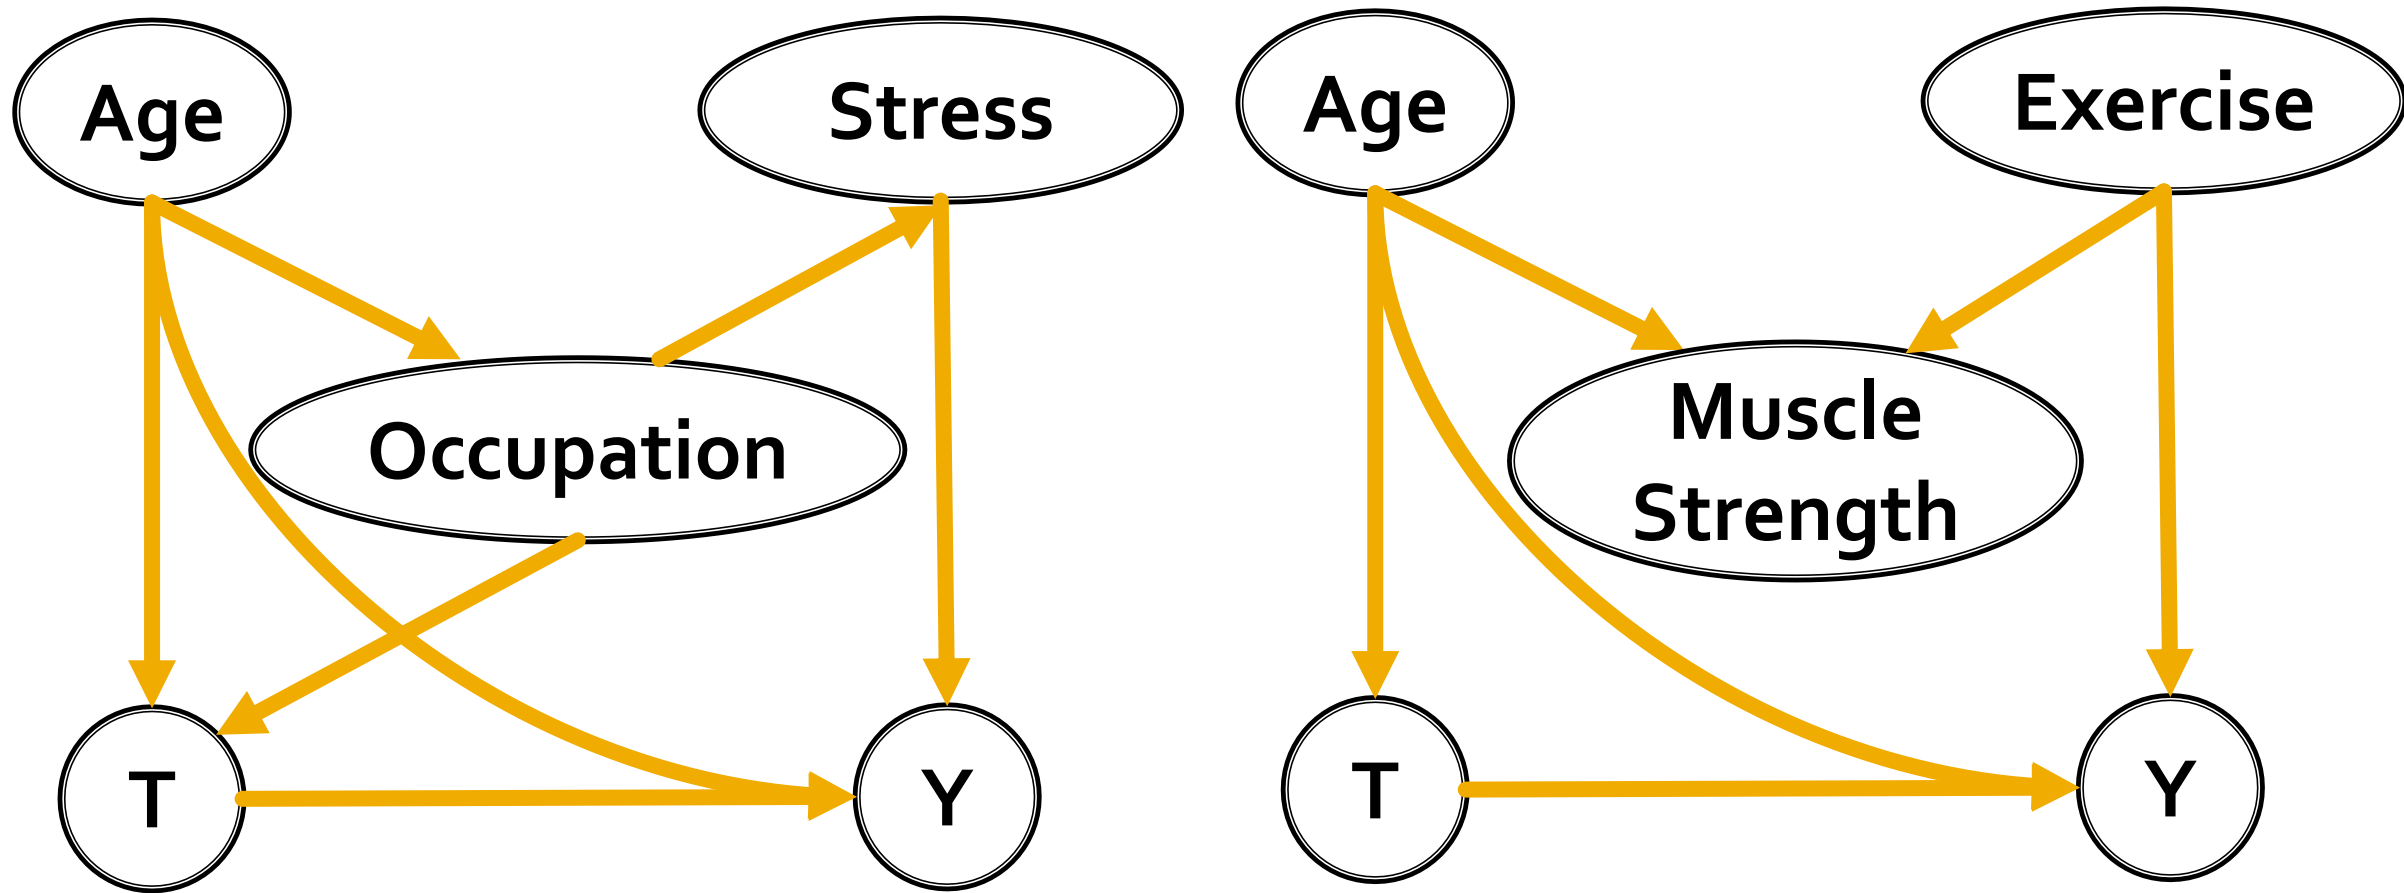 Age
Stress
Occupation
T
Y
Age
Exercise
Muscle
Strength
T
Y